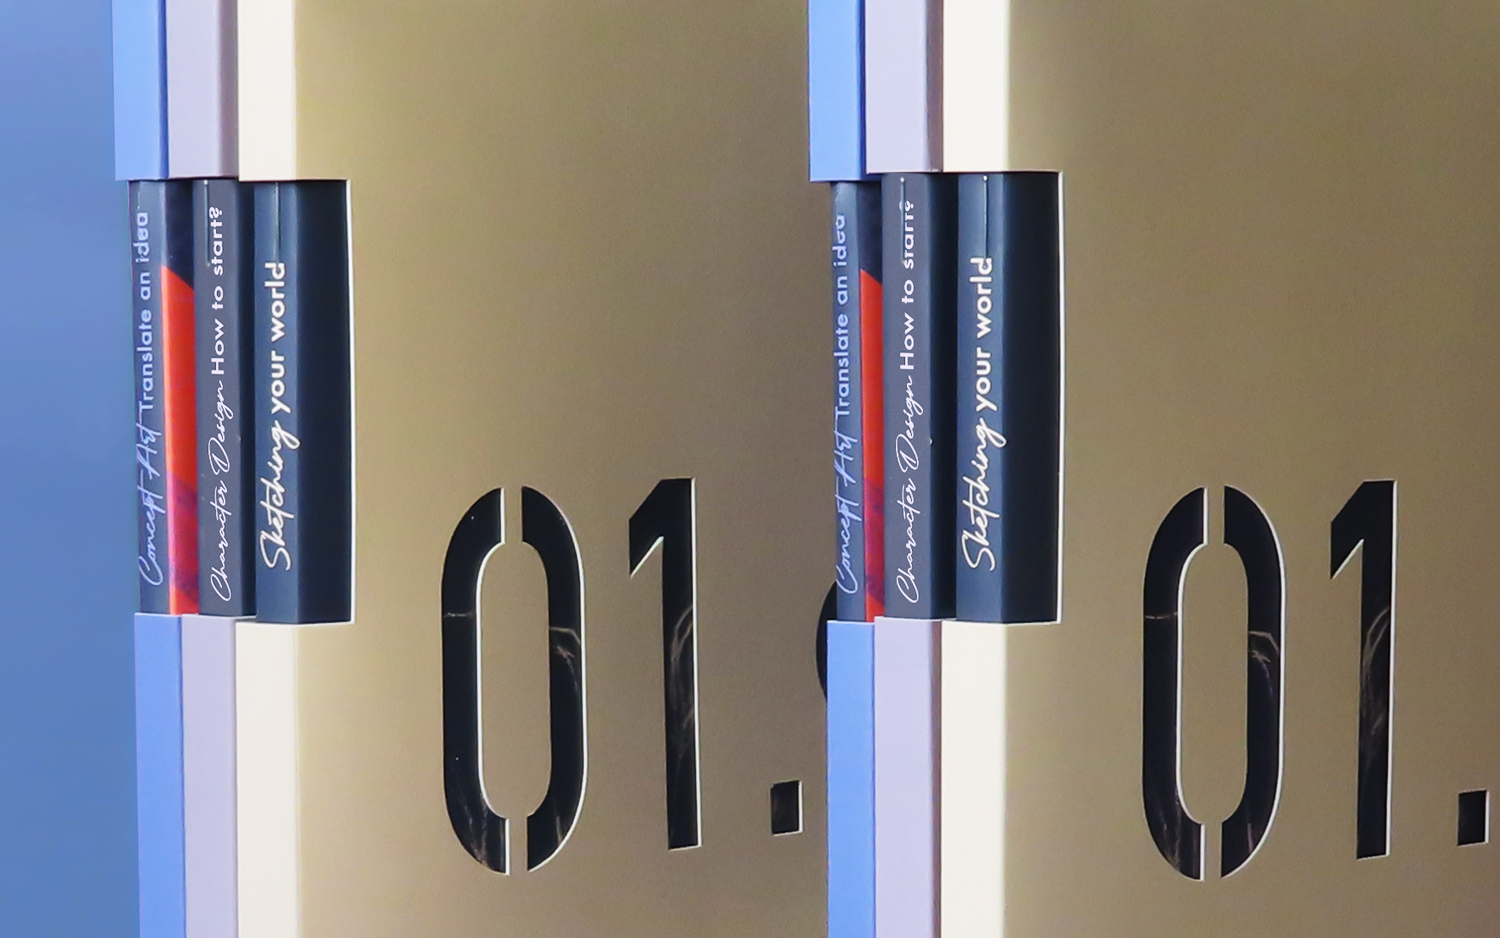 Concept Art Translate an idea
Character Design How to start?
Sketching your world
01.
Concept Art Translate an idea
Character Design How to start?
Sketching your world
01.